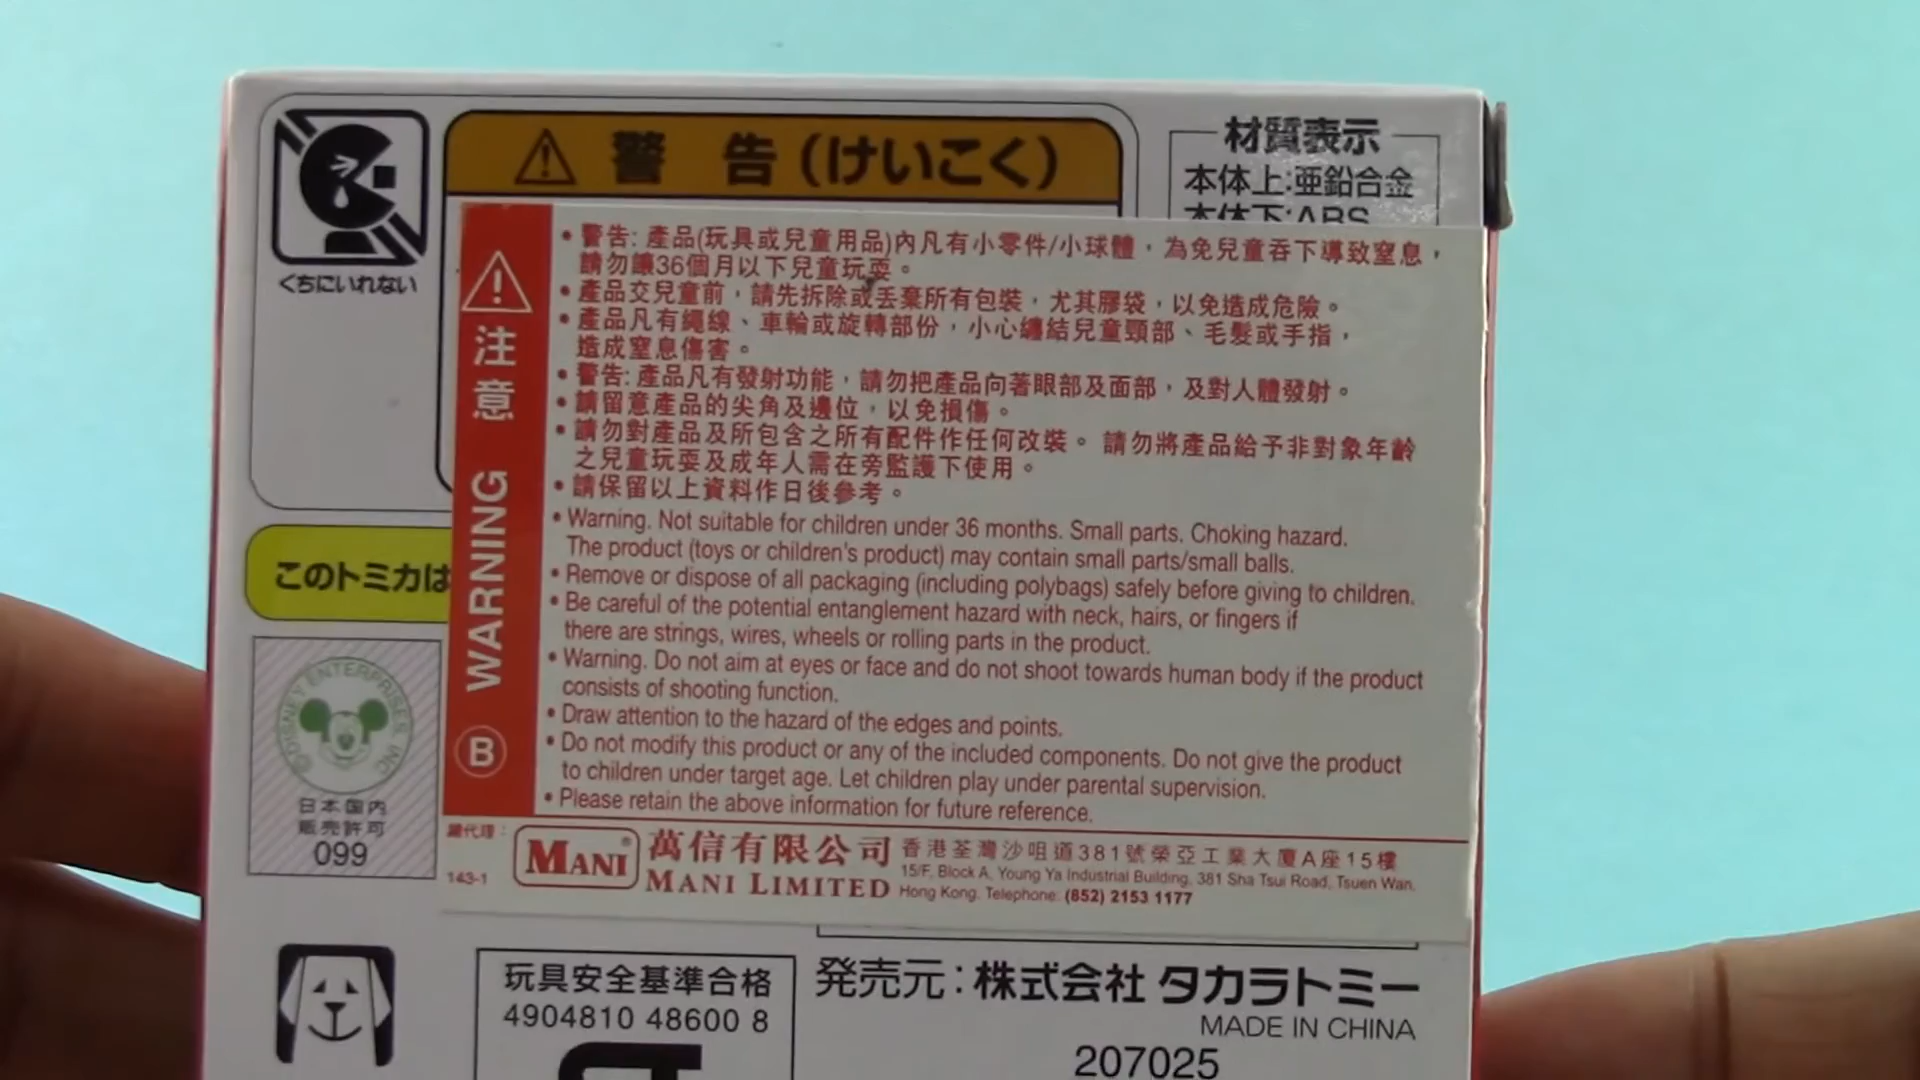 警 告（けいこく）
くちにいれない
材質表示
本体上:亜鉛合金
本体下:ABS
注意 WARNING B
• 警告: 產品(玩具或兒童用品)內凡有小零件/小球體，為免兒童吞下導致窒息，
請勿讓36個月以下兒童玩耍。
• 產品交兒童前，請先拆除或丟棄所有包裝，尤其膠袋，以免造成危險。
• 產品凡有繩線、車輪或旋轉部份，小心纏結兒童頸部、毛髮或手指，
造成窒息傷害。
• 警告: 產品凡有發射功能，請勿把產品向著眼部及面部，及對人體發射。
• 請留意產品的尖角及邊位，以免損傷。
• 請勿對產品及所包含之所有配件作任何改裝。 請勿將產品給予非對象年齡
之兒童玩耍及成年人需在旁監護下使用。
• 請保留以上資料作日後參考。
• Warning. Not suitable for children under 36 months. Small parts. Choking hazard.
The product (toys or children's product) may contain small parts/small balls.
• Remove or dispose of all packaging (including polybags) safely before giving to children.
• Be careful of the potential entanglement hazard with neck, hairs, or fingers if
there are strings, wires, wheels or rolling parts in the product.
• Warning. Do not aim at eyes or face and do not shoot towards human body if the product
consists of shooting function.
• Draw attention to the hazard of the edges and points.
• Do not modify this product or any of the included components. Do not give the product
to children under target age. Let children play under parental supervision.
• Please retain the above information for future reference.
このトミカは
©DISNEY ENTERPRISES, INC
日本国内
販売許可
099
總代理：
143-1
MANI®
萬信有限公司
MANI LIMITED
香港荃灣沙咀道381號榮亞工業大廈A座15樓
15/F, Block A, Young Ya Industrial Building, 381 Sha Tsui Road, Tsuen Wan,
Hong Kong. Telephone: (852) 2153 1177
玩具安全基準合格
4904810 48600 8
発売元：株式会社 タカラトミー
MADE IN CHINA
207025